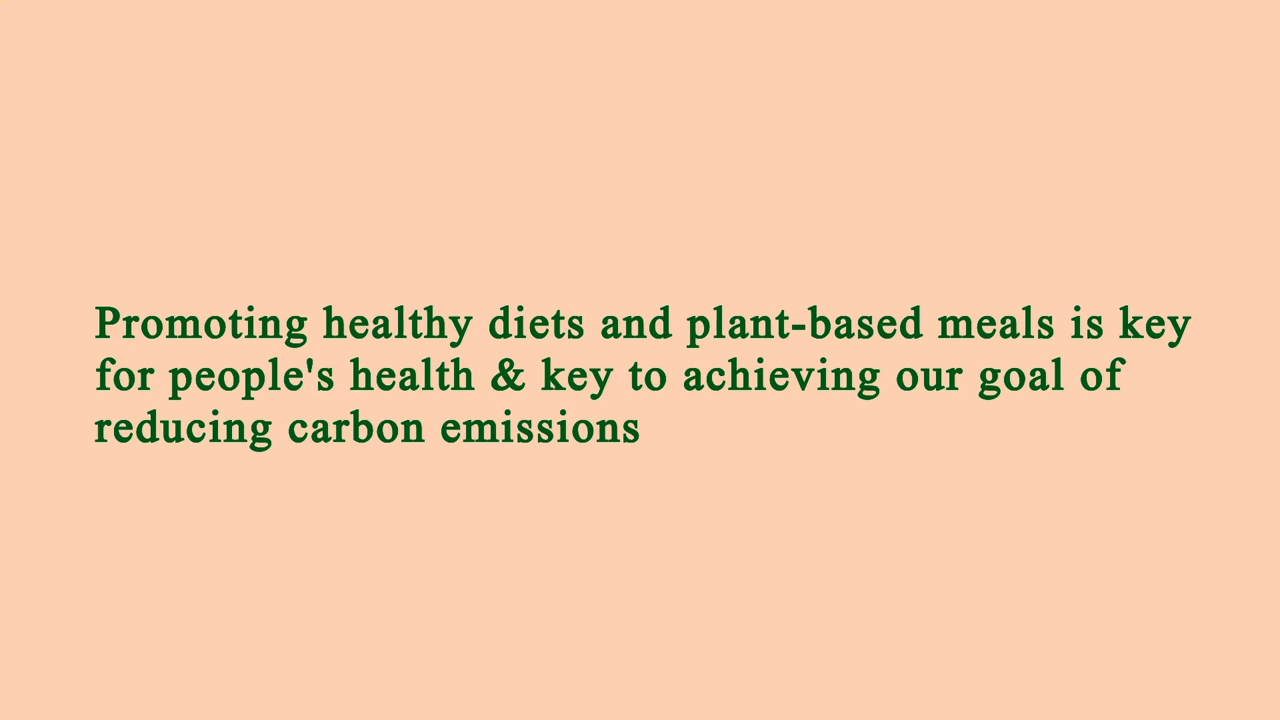 Promoting healthy diets and plant-based meals is key
for people's health & key to achieving our goal of
reducing carbon emissions